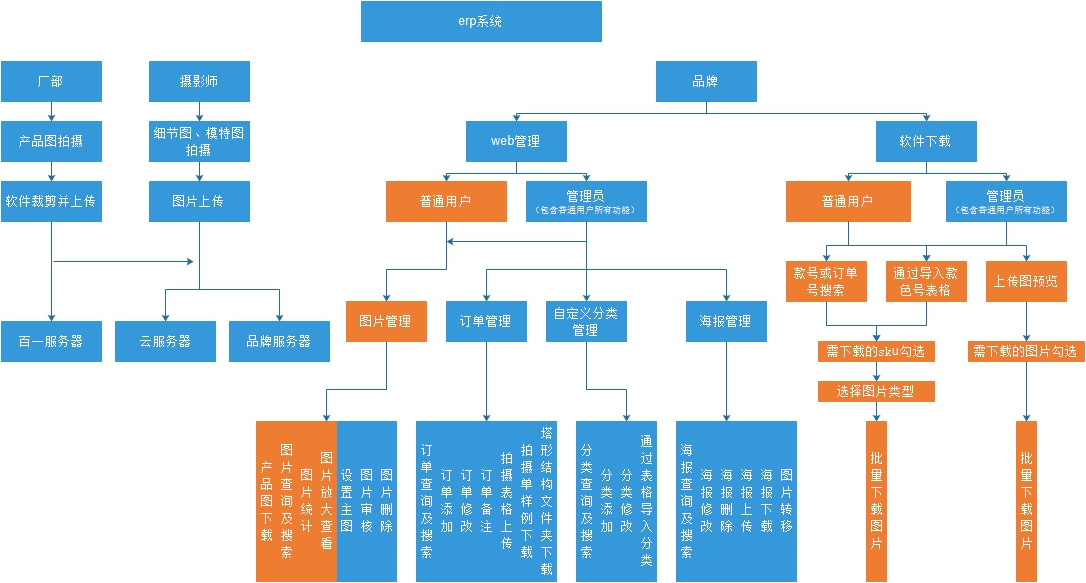 erp系统
厂部
摄影师
品牌
产品图拍摄
细节图、模特图
拍摄
web管理
软件下载
软件裁剪并上传
图片上传
普通用户
管理员
(包含普通用户所有功能)
普通用户
管理员
(包含普通用户所有功能)
款号或订单
号搜索
通过导入款
色号表格
上传图预览
图片管理
订单管理
自定义分类
管理
海报管理
百一服务器
云服务器
品牌服务器
需下载的sku勾选
需下载的图片勾选
选择图片类型
产品图下载
图片查询及搜索
图片统计
图片放大查看
设置主图
图片审核
图片删除
订单查询及搜索
订单添加
订单修改
订单备注
拍摄表格上传
拍摄单样例下载
塔形结构文件夹下载
分类查询及搜索
分类添加
分类修改
通过表格导入分类
海报查询及搜索
海报修改
海报删除
海报上传
海报下载
图片转移
批量下载图片
批量下载图片